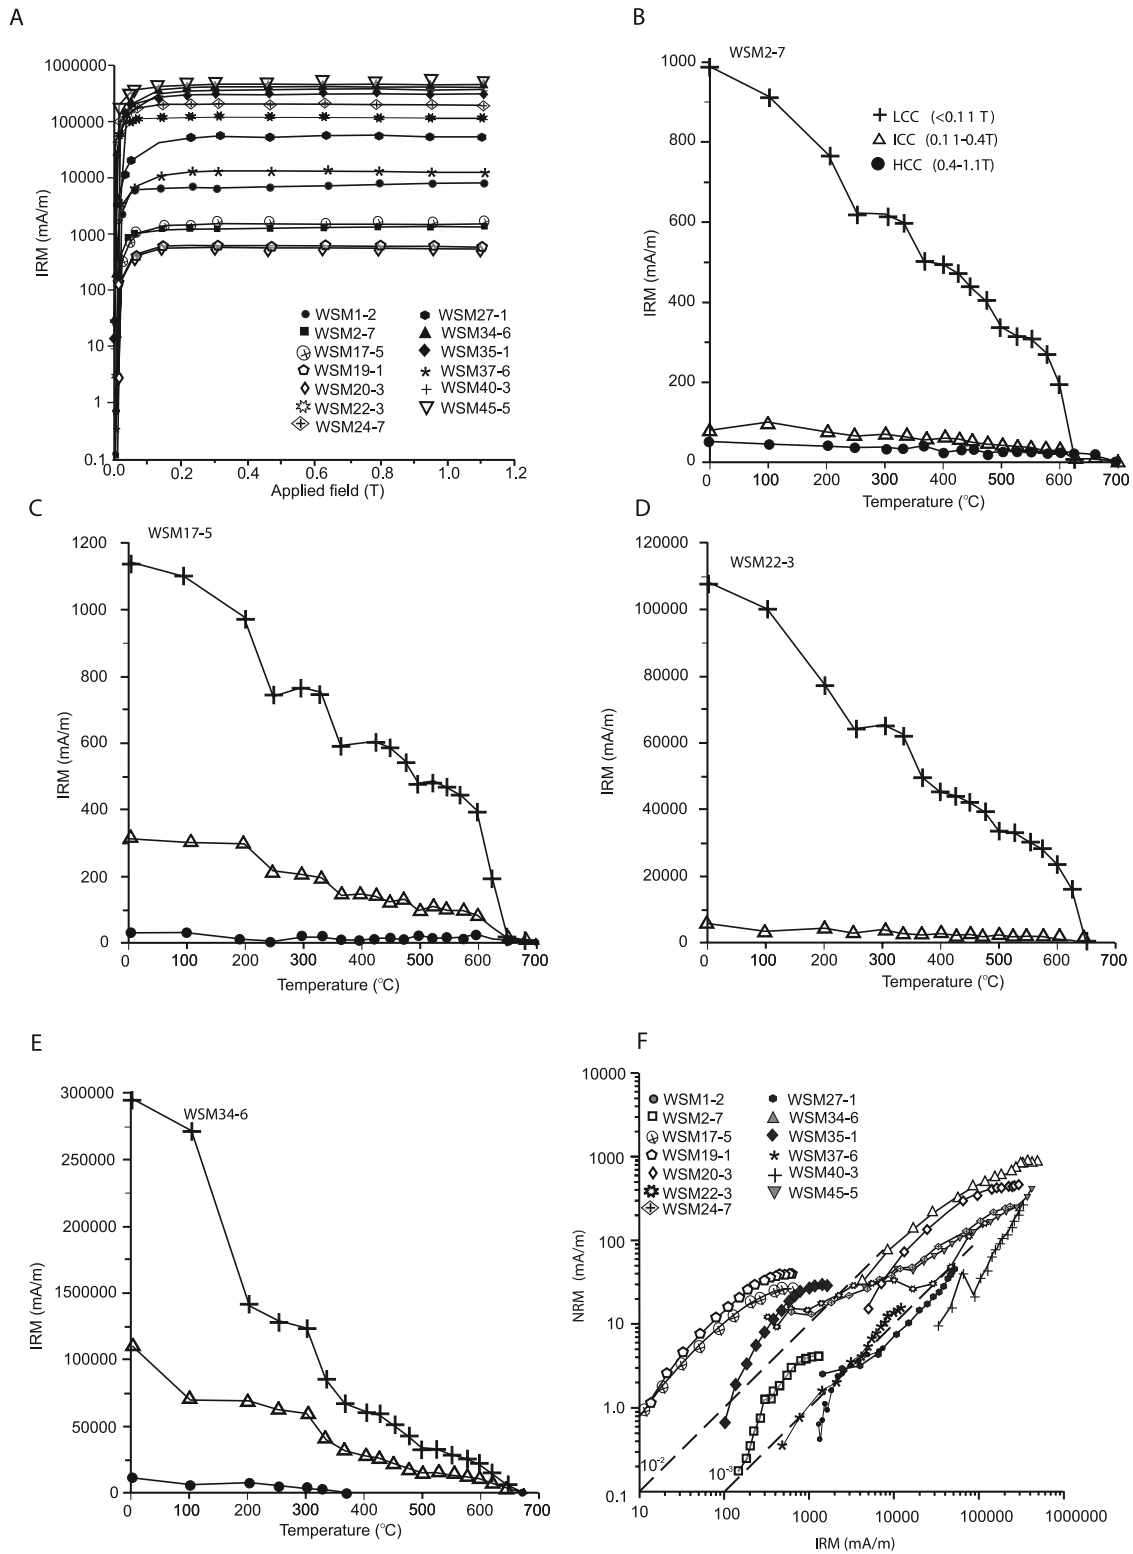 A
1000000
100000
10000
1000
100
10
1
0.1
IRM (mA/m)
WSM1-2
WSM2-7
WSM17-5
WSM19-1
WSM20-3
WSM22-3
WSM24-7
WSM27-1
WSM34-6
WSM35-1
WSM37-6
WSM40-3
WSM45-5
0.0 0.2 0.4 0.6 0.8 1.0 1.2
Applied field (T)
B
WSM2-7
1000
800
600
400
200
0
IRM (mA/m)
LCC (<0.11 T)
ICC (0.11-0.4T)
HCC (0.4-1.1T)
0 100 200 300 400 500 600 700
Temperature (°C)
C
WSM17-5
1200
1000
800
600
400
200
0
IRM (mA/m)
0 100 200 300 400 500 600 700
Temperature (°C)
D
WSM22-3
120000
100000
80000
60000
40000
20000
0
IRM (mA/m)
0 100 200 300 400 500 600 700
Temperature (°C)
E
WSM34-6
300000
250000
200000
1500000
1000000
50000
0
IRM (mA/m)
0 100 200 300 400 500 600 700
Temperature (°C)
F
10000
1000
100
10
1.0
0.1
NRM (mA/m)
WSM1-2
WSM2-7
WSM17-5
WSM19-1
WSM20-3
WSM22-3
WSM24-7
WSM27-1
WSM34-6
WSM35-1
WSM37-6
WSM40-3
WSM45-5
10-2
10-3
10 100 1000 10000 100000 1000000
IRM (mA/m)